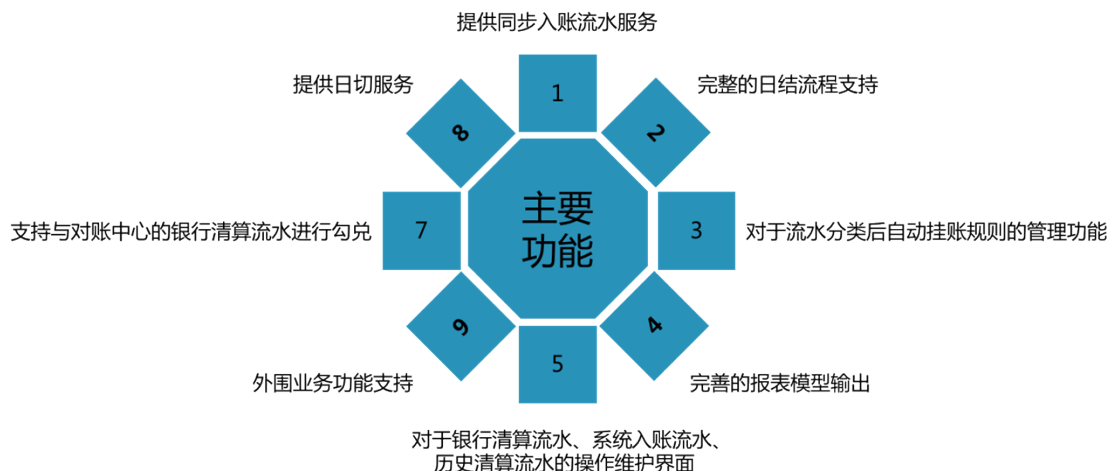 提供同步入账流水服务
1
完整的日结流程支持
2
对于流水分类后自动挂账规则的管理功能
3
完善的报表模型输出
4
对于银行清算流水、系统入账流水、
历史清算流水的操作维护界面
5
外围业务功能支持
6
支持与对账中心的银行清算流水进行勾兑
7
提供日切服务
8
主要
功能